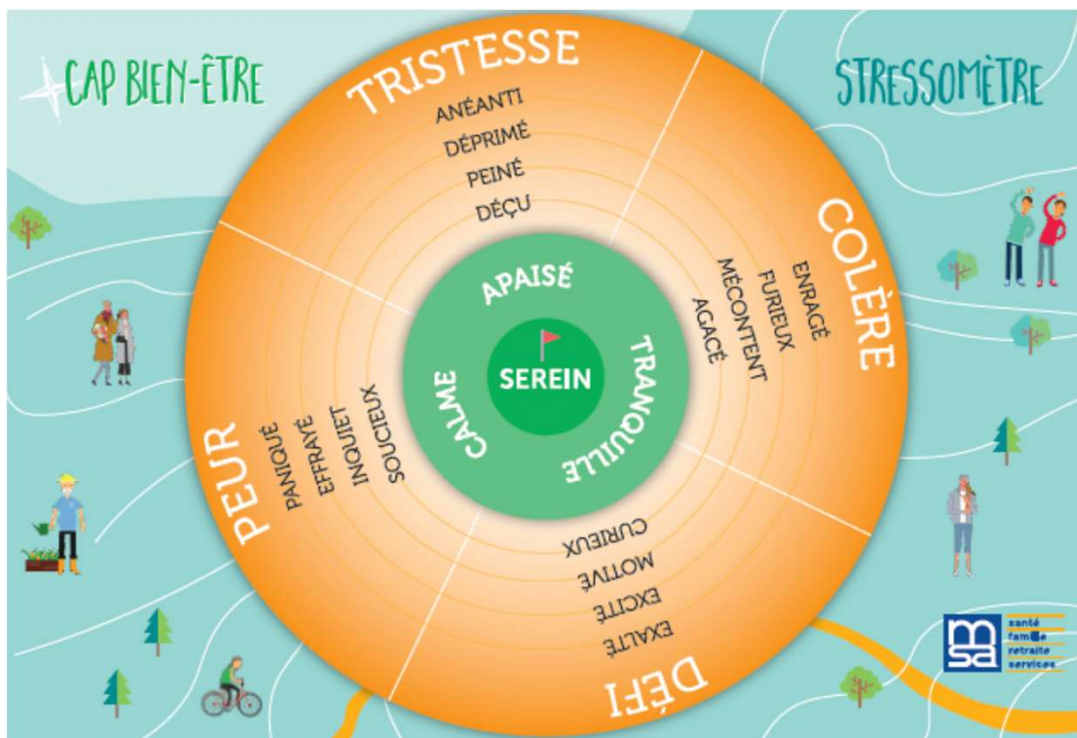 CAP BIEN-ÊTRE
STRESSOMÈTRE
TRISTESSE
ANÉANTI
DÉPRIMÉ
PEINÉ
DÉÇU
COLÈRE
ENRAGÉ
FURIEUX
MÉCONTENT
AGACÉ
APAISÉ
TRANQUILLE
CALME
SEREIN
PEUR
PANIQUÉ
EFFRAYÉ
INQUIET
SOUCIEUX
CURIEUX
MOTIVÉ
EXCITÉ
EXALTÉ
DÉFI
msa
santé
famille
retraite
services